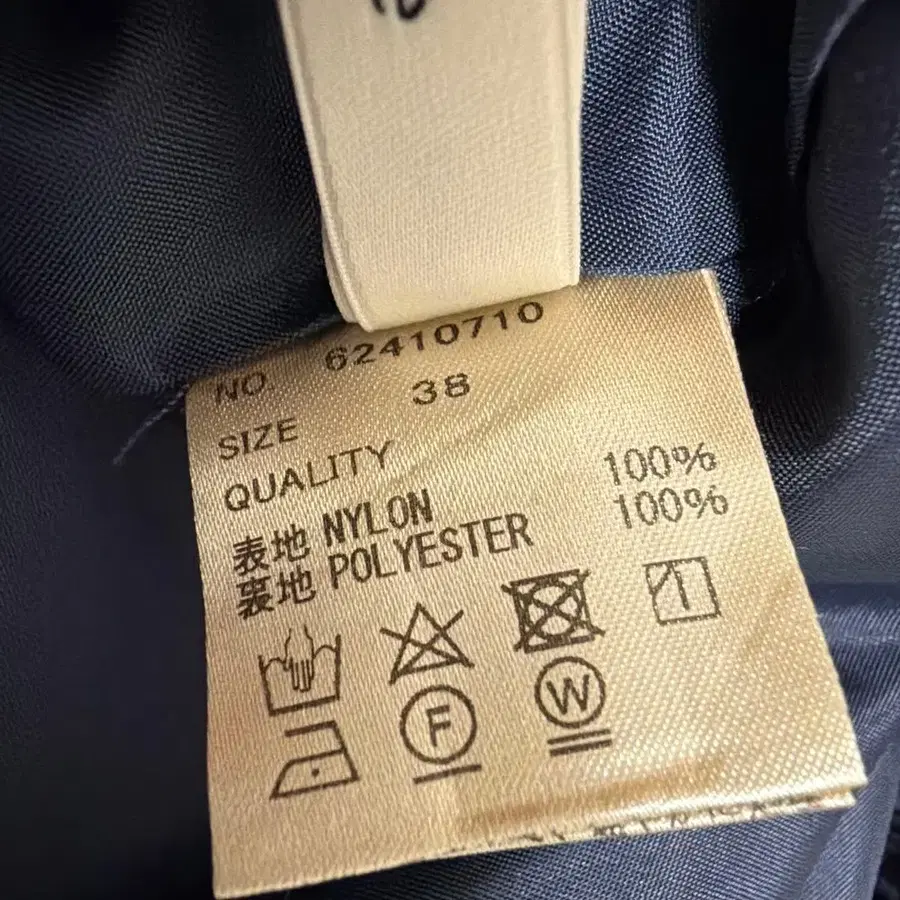 NO. 62410710
SIZE 38
QUALITY
表地 NYLON 100%
裏地 POLYESTER 100%
F
W